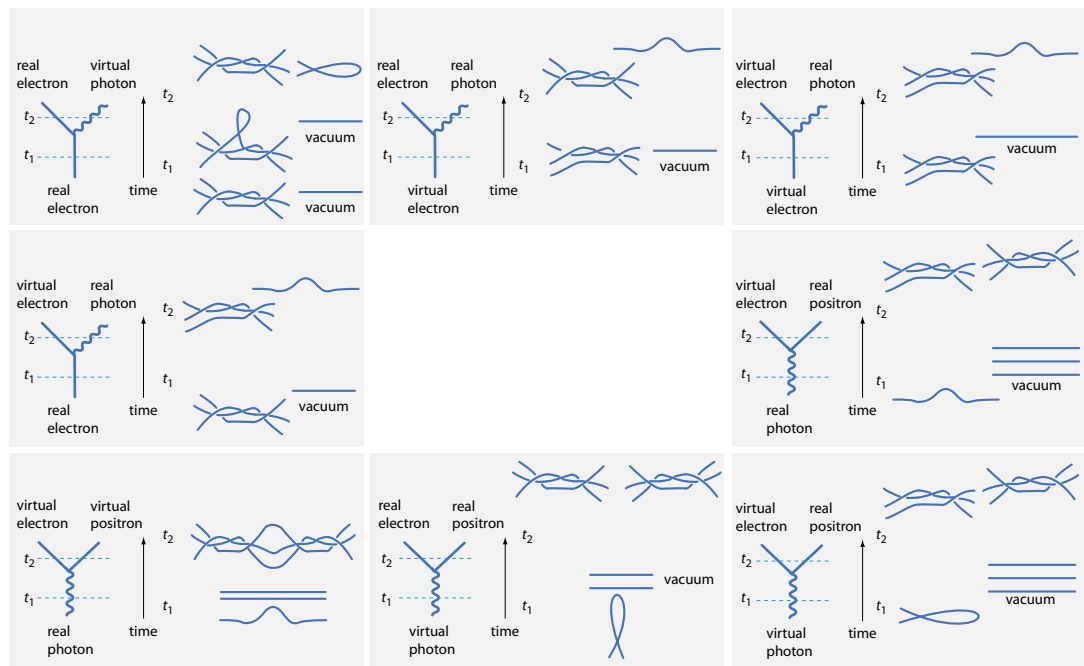 real virtual
electron photon
t2
t2
t1
vacuum
t1
real
electron
time
vacuum
real real
electron photon
t2
t2
t1
t1
vacuum
virtual
electron
time
virtual real
electron photon
t2
t2
t1
vacuum
t1
virtual
electron
time
virtual real
electron photon
t2
t2
t1
t1
vacuum
real
electron
time
virtual real
electron positron
t2
t2
t1
t1
vacuum
real
photon
time
virtual virtual
electron positron
t2
t2
t1
t1
real
photon
time
real real
electron positron
t2
t2
vacuum
t1
t1
virtual
photon
time
virtual real
electron positron
t2
t2
t1
t1
vacuum
virtual
photon
time